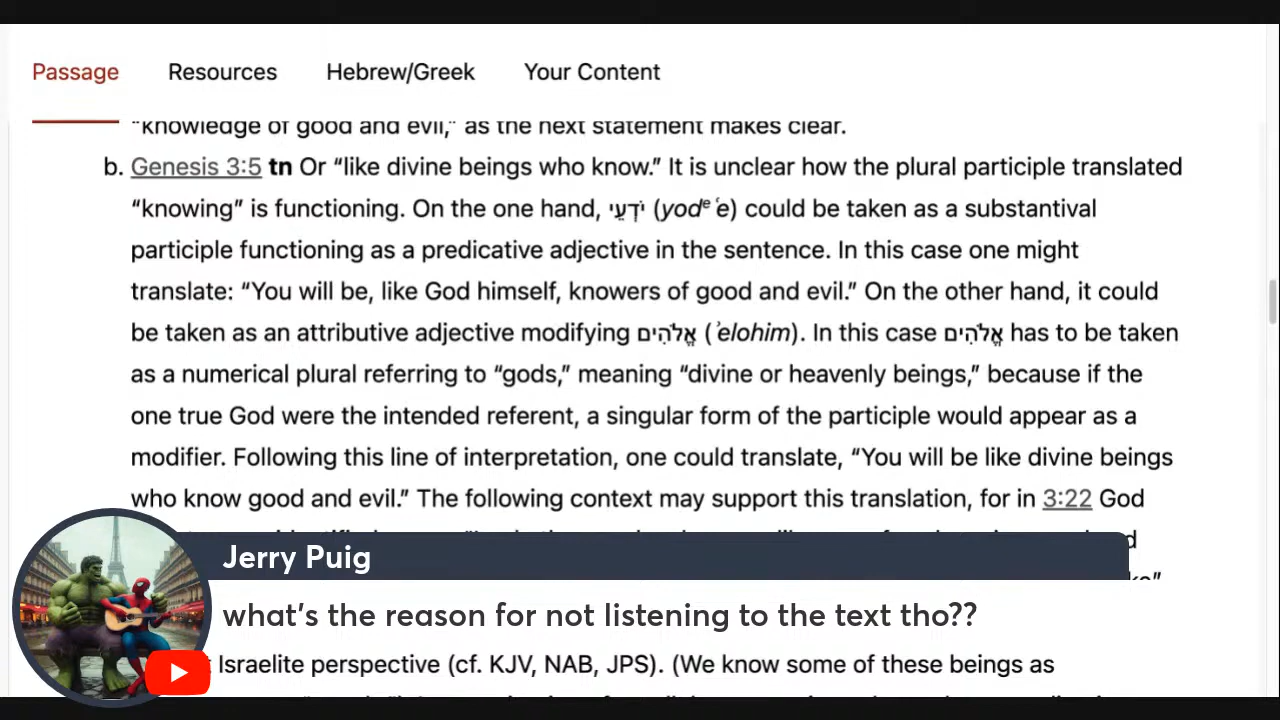 Passage Resources Hebrew/Greek Your Content
“knowledge of good and evil,” as the next statement makes clear.
b. Genesis 3:5 tn Or “like divine beings who know.” It is unclear how the plural participle translated
“knowing” is functioning. On the one hand, יֹדְעֵי (yodᵉʿe) could be taken as a substantival
participle functioning as a predicative adjective in the sentence. In this case one might
translate: “You will be, like God himself, knowers of good and evil.” On the other hand, it could
be taken as an attributive adjective modifying אֱלֹהִים (ʾelohim). In this case אֱלֹהִים has to be taken
as a numerical plural referring to “gods,” meaning “divine or heavenly beings,” because if the
one true God were the intended referent, a singular form of the participle would appear as a
modifier. Following this line of interpretation, one could translate, “You will be like divine beings
who know good and evil.” The following context may support this translation, for in 3:22 God
Jerry Puig
what's the reason for not listening to the text tho??
Israelite perspective (cf. KJV, NAB, JPS). (We know some of these beings as